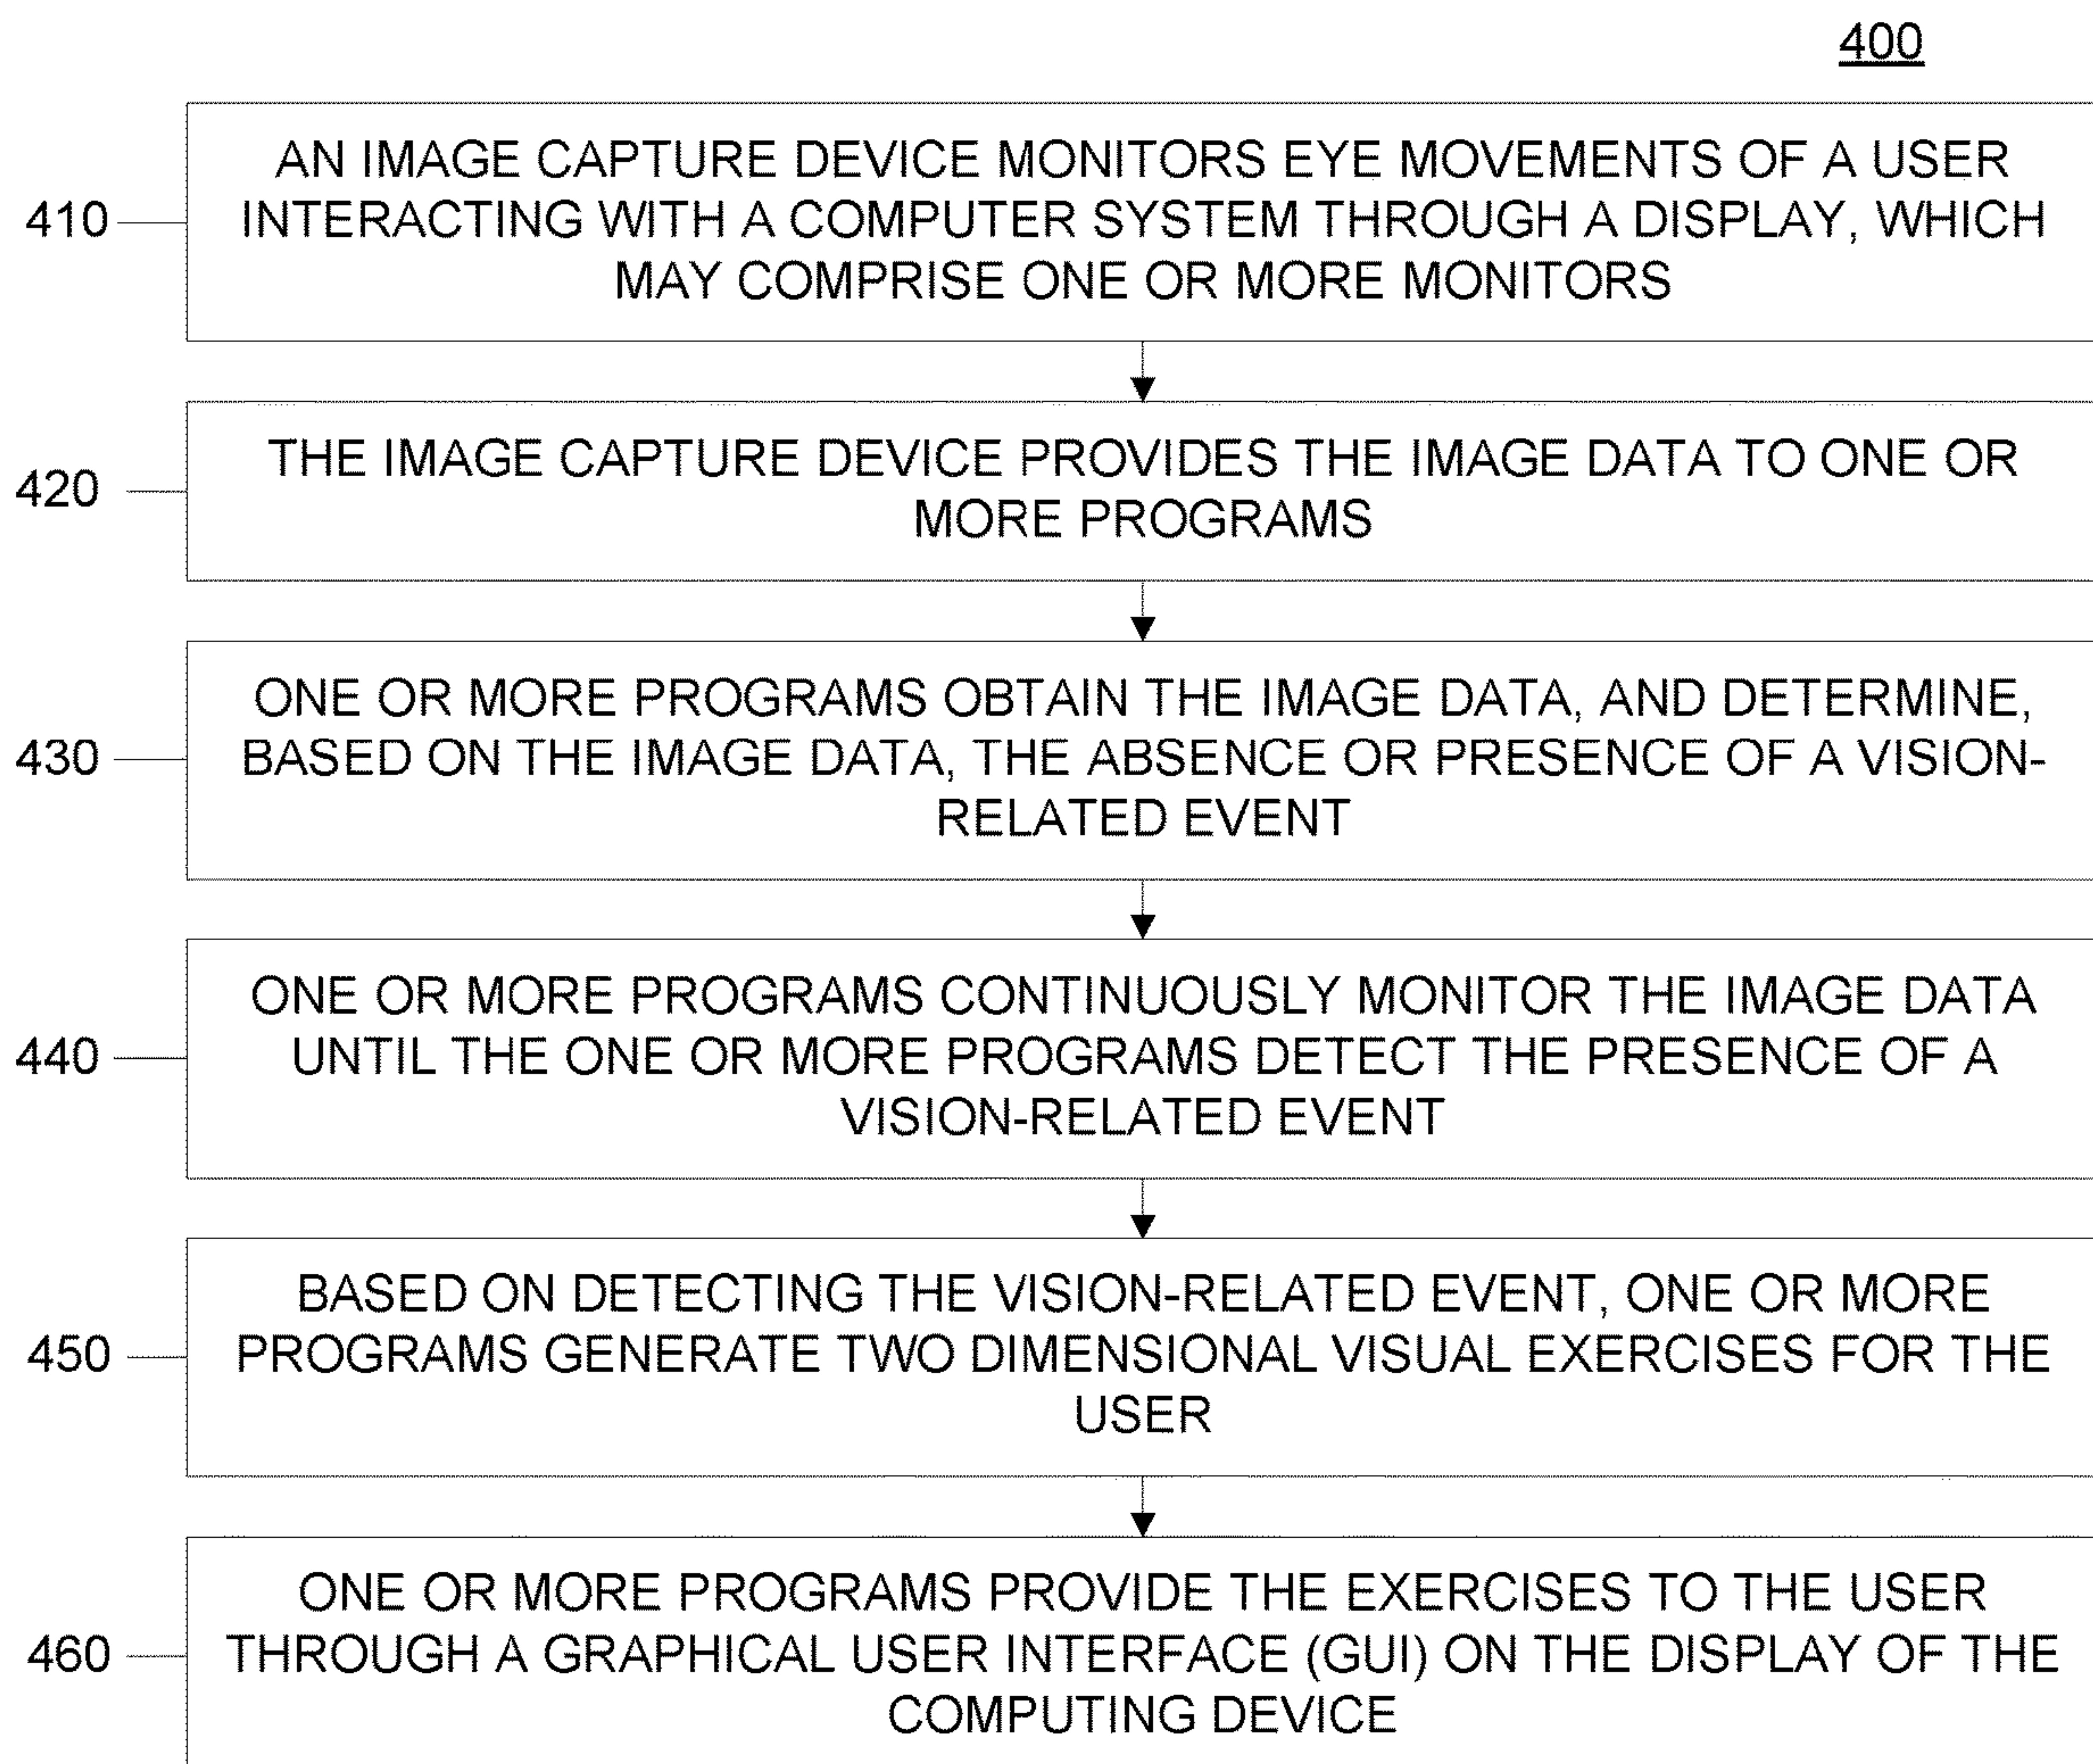 400
410
AN IMAGE CAPTURE DEVICE MONITORS EYE MOVEMENTS OF A USER
INTERACTING WITH A COMPUTER SYSTEM THROUGH A DISPLAY, WHICH
MAY COMPRISE ONE OR MORE MONITORS
420
THE IMAGE CAPTURE DEVICE PROVIDES THE IMAGE DATA TO ONE OR
MORE PROGRAMS
430
ONE OR MORE PROGRAMS OBTAIN THE IMAGE DATA, AND DETERMINE,
BASED ON THE IMAGE DATA, THE ABSENCE OR PRESENCE OF A VISION-
RELATED EVENT
440
ONE OR MORE PROGRAMS CONTINUOUSLY MONITOR THE IMAGE DATA
UNTIL THE ONE OR MORE PROGRAMS DETECT THE PRESENCE OF A
VISION-RELATED EVENT
450
BASED ON DETECTING THE VISION-RELATED EVENT, ONE OR MORE
PROGRAMS GENERATE TWO DIMENSIONAL VISUAL EXERCISES FOR THE
USER
460
ONE OR MORE PROGRAMS PROVIDE THE EXERCISES TO THE USER
THROUGH A GRAPHICAL USER INTERFACE (GUI) ON THE DISPLAY OF THE
COMPUTING DEVICE